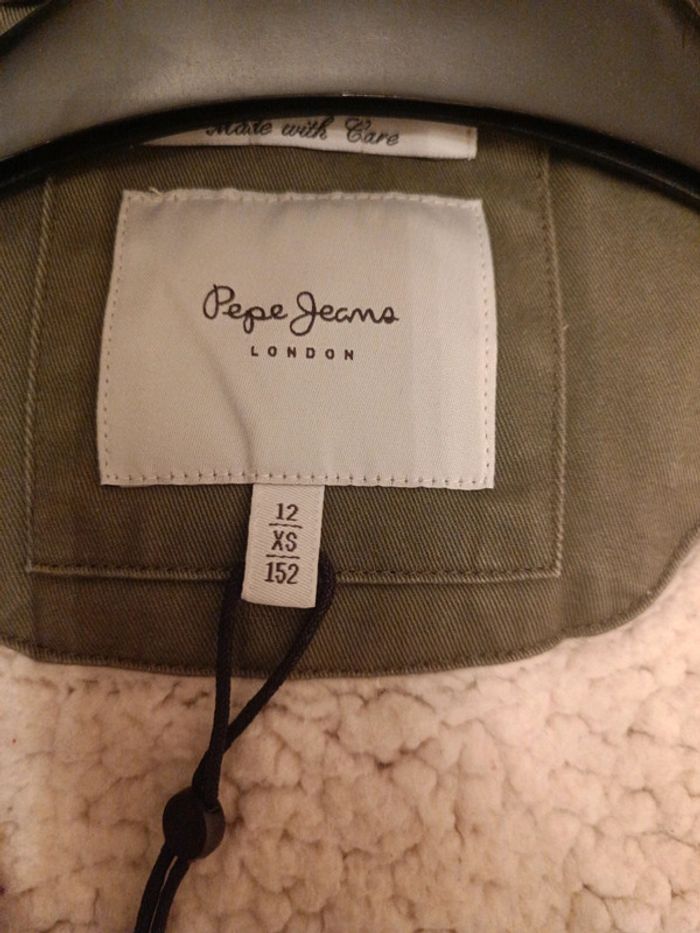 Made with Care
Pepe Jeans
LONDON
12
XS
152